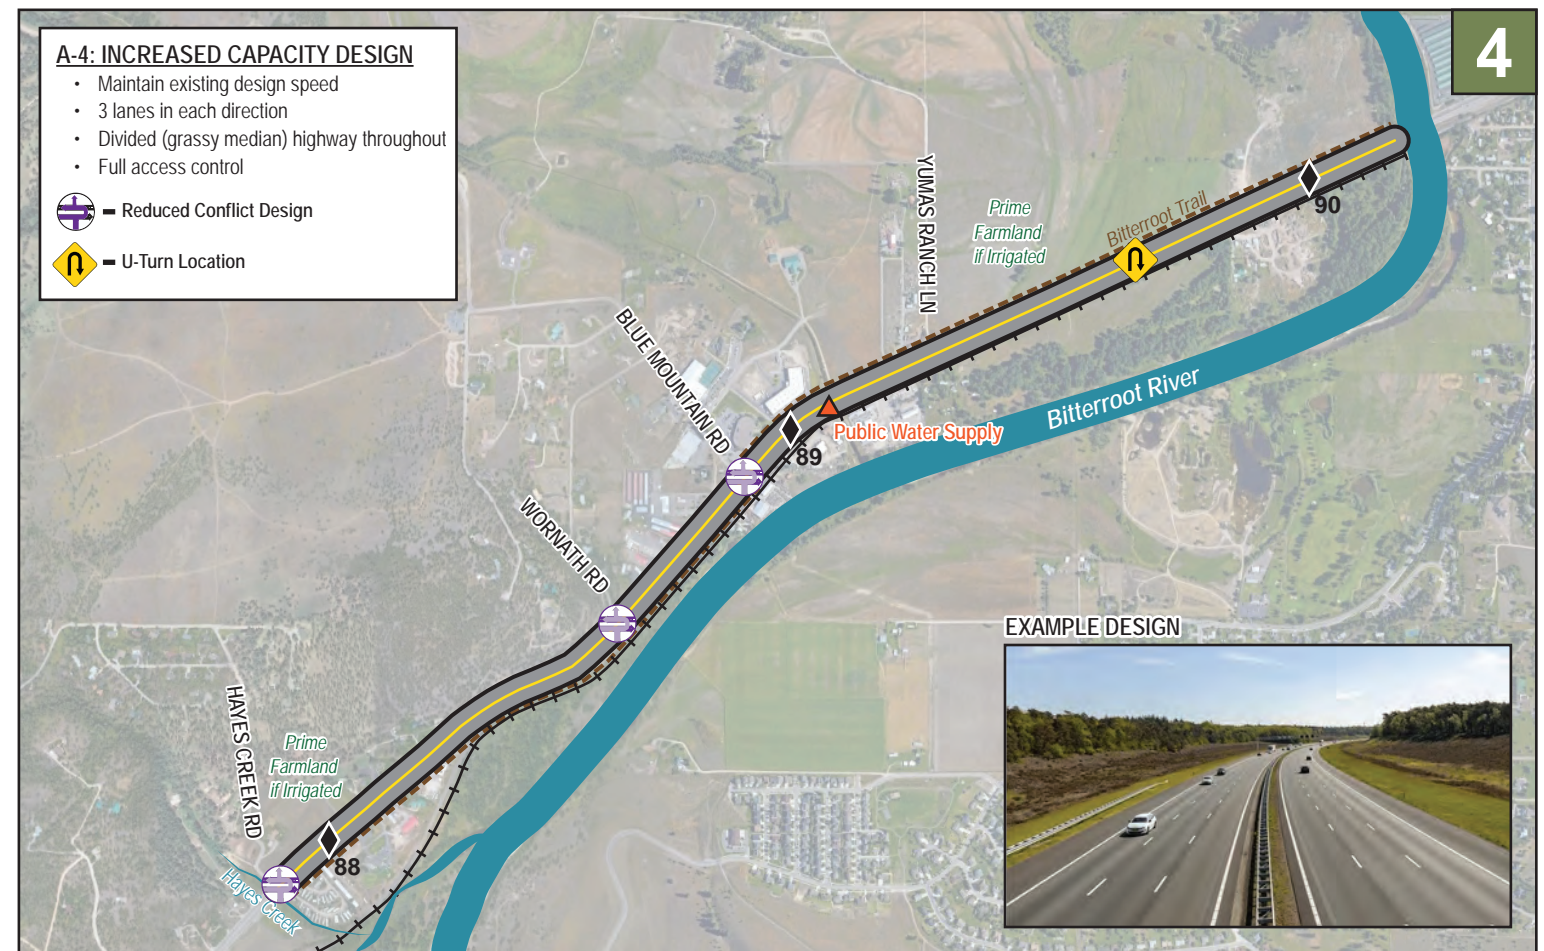 A-4: INCREASED CAPACITY DESIGN
• Maintain existing design speed
• 3 lanes in each direction
• Divided (grassy median) highway throughout
• Full access control
– Reduced Conflict Design
– U-Turn Location
4
YUMAS RANCH LN
Prime
Farmland
if Irrigated
Bitterroot Trail
90
BLUE MOUNTAIN RD
Public Water Supply
89
Bitterroot River
WORNATH RD
HAYES CREEK RD
Prime
Farmland
if Irrigated
88
Hayes Creek
EXAMPLE DESIGN